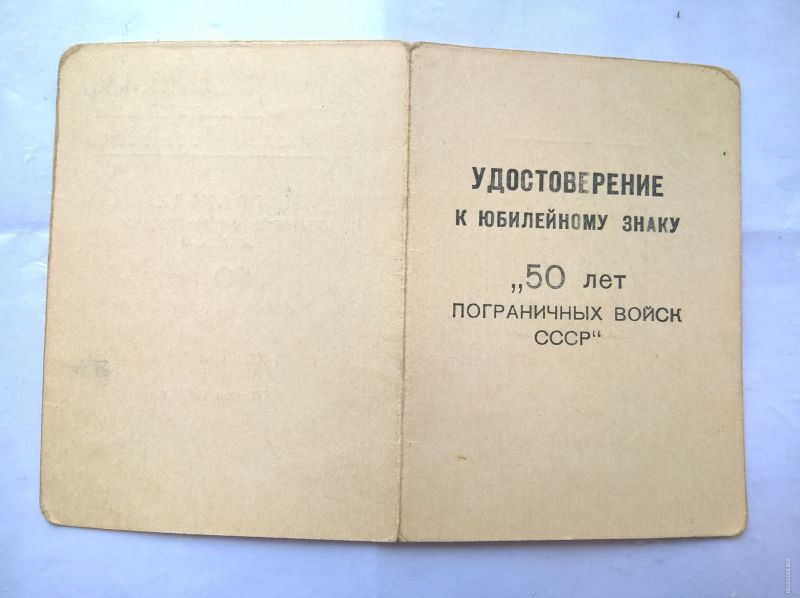 УДОСТОВЕРЕНИЕ
К ЮБИЛЕЙНОМУ ЗНАКУ
„50 лет
ПОГРАНИЧНЫХ ВОЙСК
СССР“